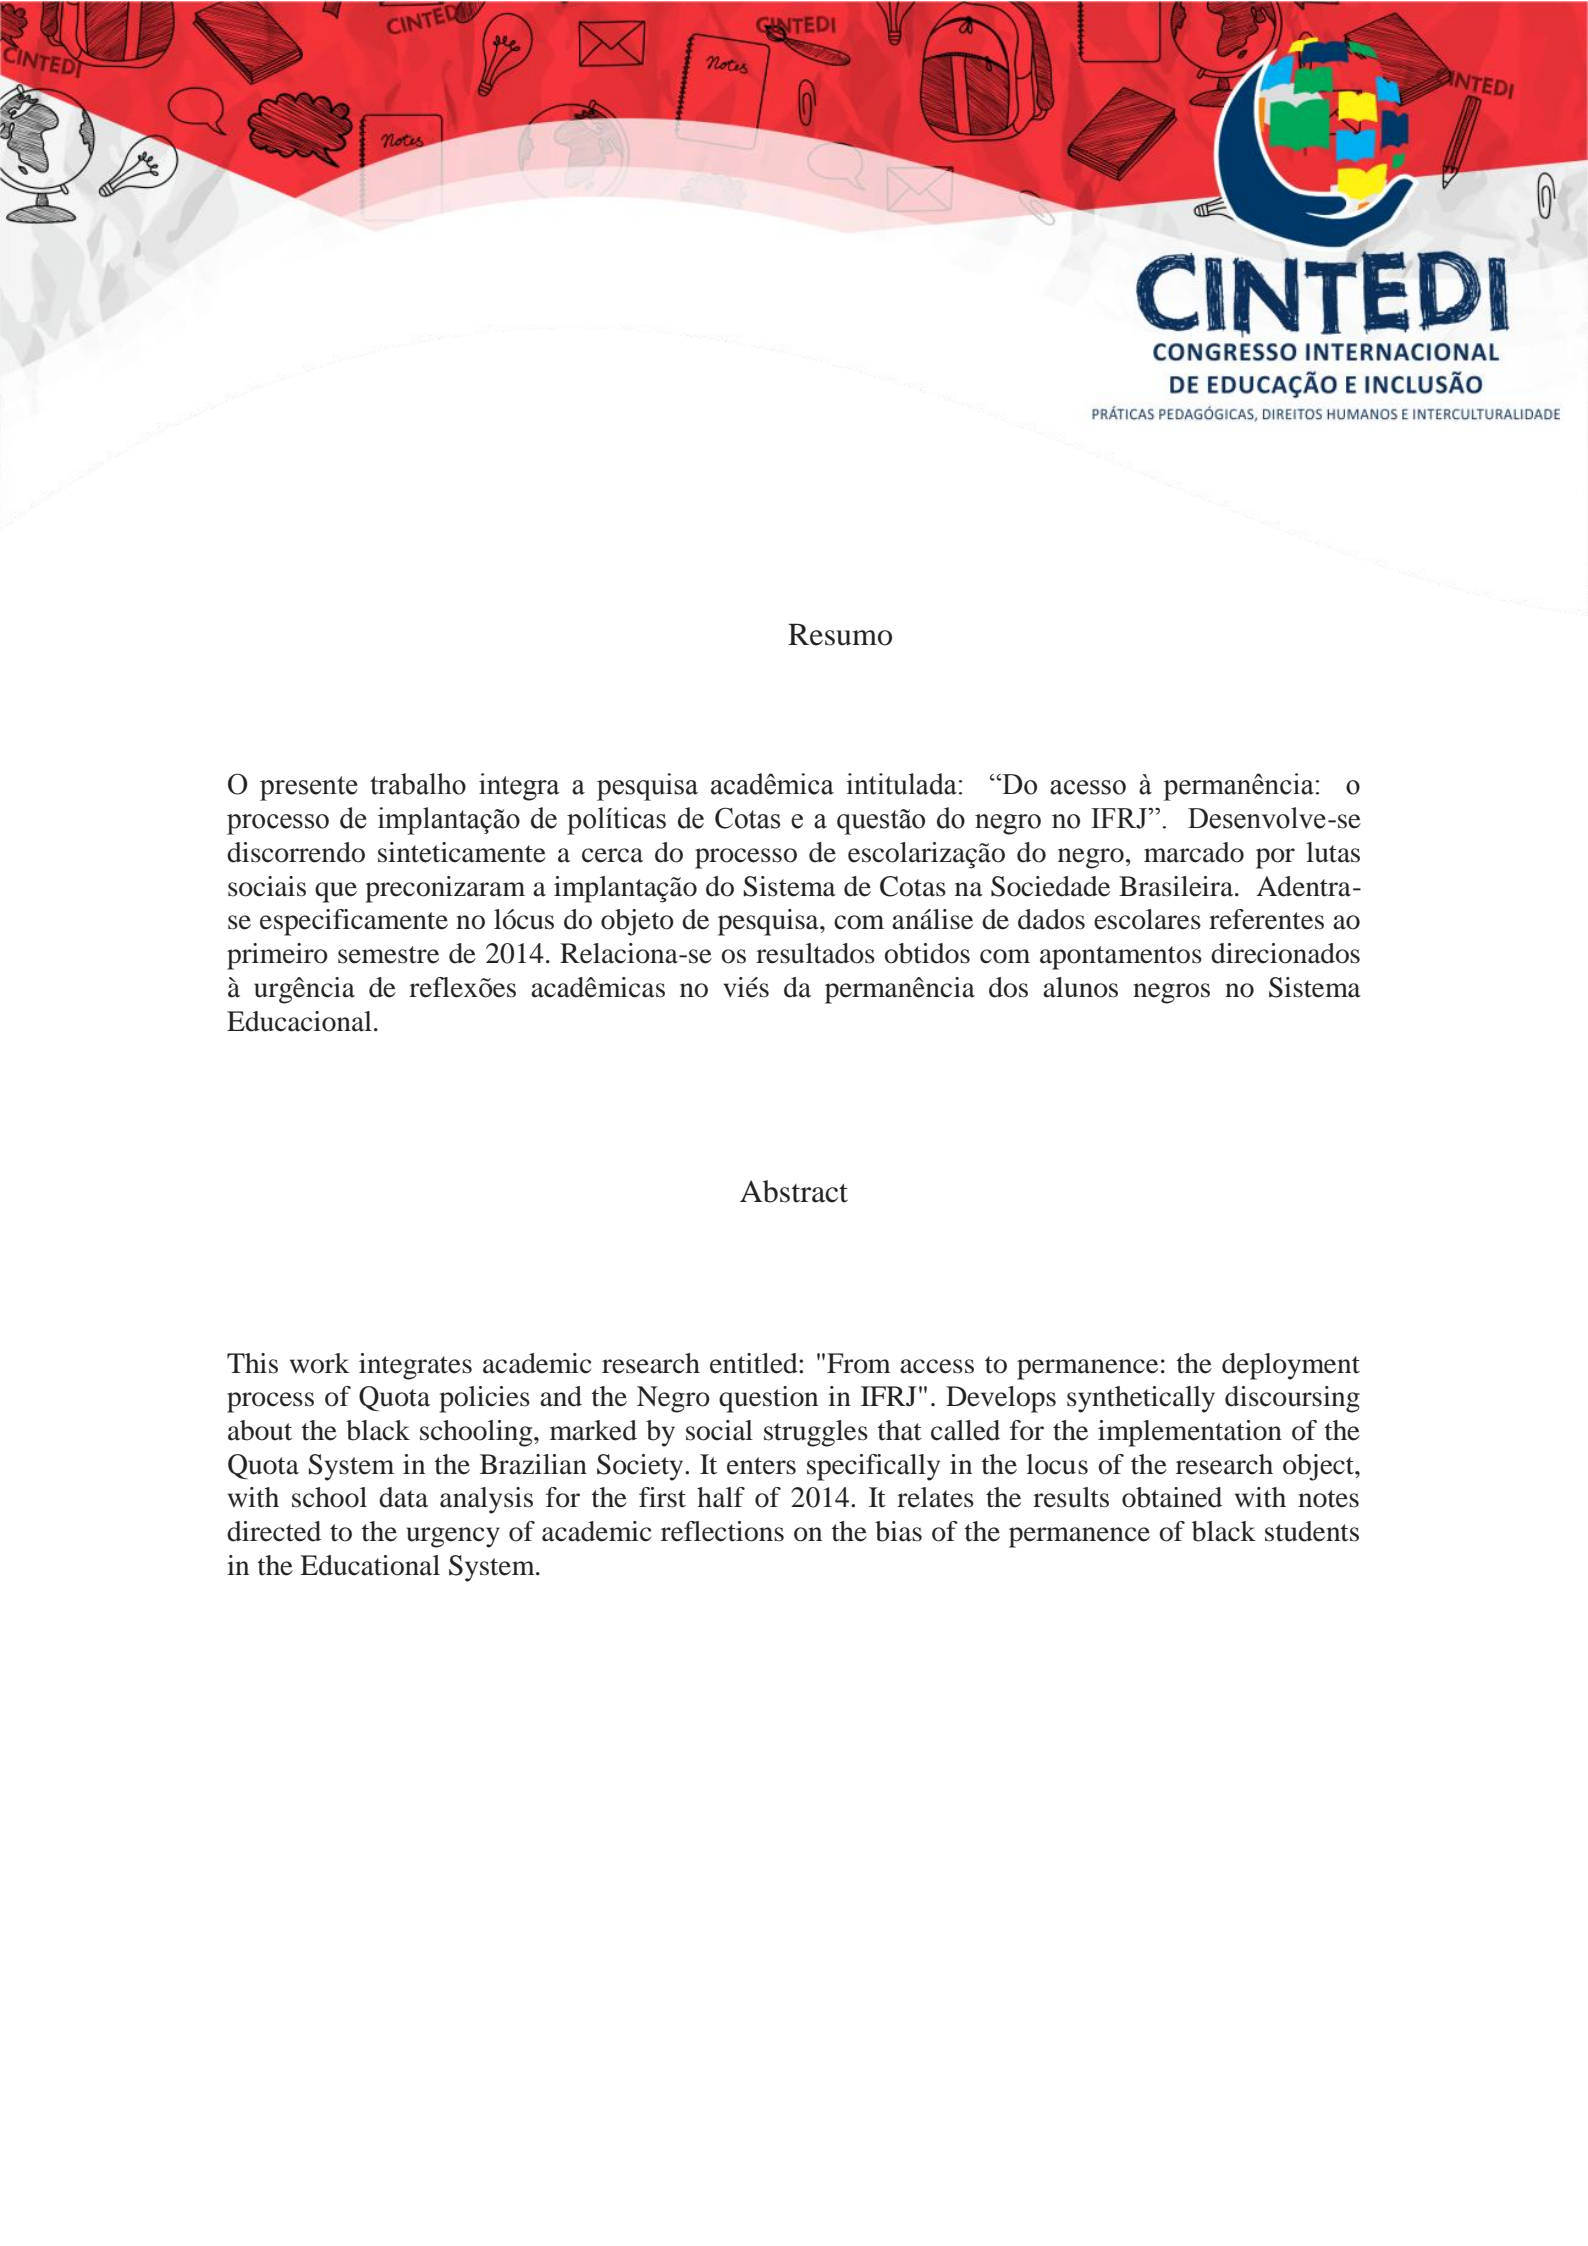 CINTEDI
CINTEDI
CINTEDI
CINTEDI
Notes
Notes
CINTEDI
CONGRESSO INTERNACIONAL
DE EDUCAÇÃO E INCLUSÃO
PRÁTICAS PEDAGÓGICAS, DIREITOS HUMANOS E INTERCULTURALIDADE
Resumo
O presente trabalho integra a pesquisa acadêmica intitulada: “Do acesso à permanência: o
processo de implantação de políticas de Cotas e a questão do negro no IFRJ”. Desenvolve-se
discorrendo sinteticamente a cerca do processo de escolarização do negro, marcado por lutas
sociais que preconizaram a implantação do Sistema de Cotas na Sociedade Brasileira. Adentra-
se especificamente no lócus do objeto de pesquisa, com análise de dados escolares referentes ao
primeiro semestre de 2014. Relaciona-se os resultados obtidos com apontamentos direcionados
à urgência de reflexões acadêmicas no viés da permanência dos alunos negros no Sistema
Educacional.
Abstract
This work integrates academic research entitled: "From access to permanence: the deployment
process of Quota policies and the Negro question in IFRJ". Develops synthetically discoursing
about the black schooling, marked by social struggles that called for the implementation of the
Quota System in the Brazilian Society. It enters specifically in the locus of the research object,
with school data analysis for the first half of 2014. It relates the results obtained with notes
directed to the urgency of academic reflections on the bias of the permanence of black students
in the Educational System.